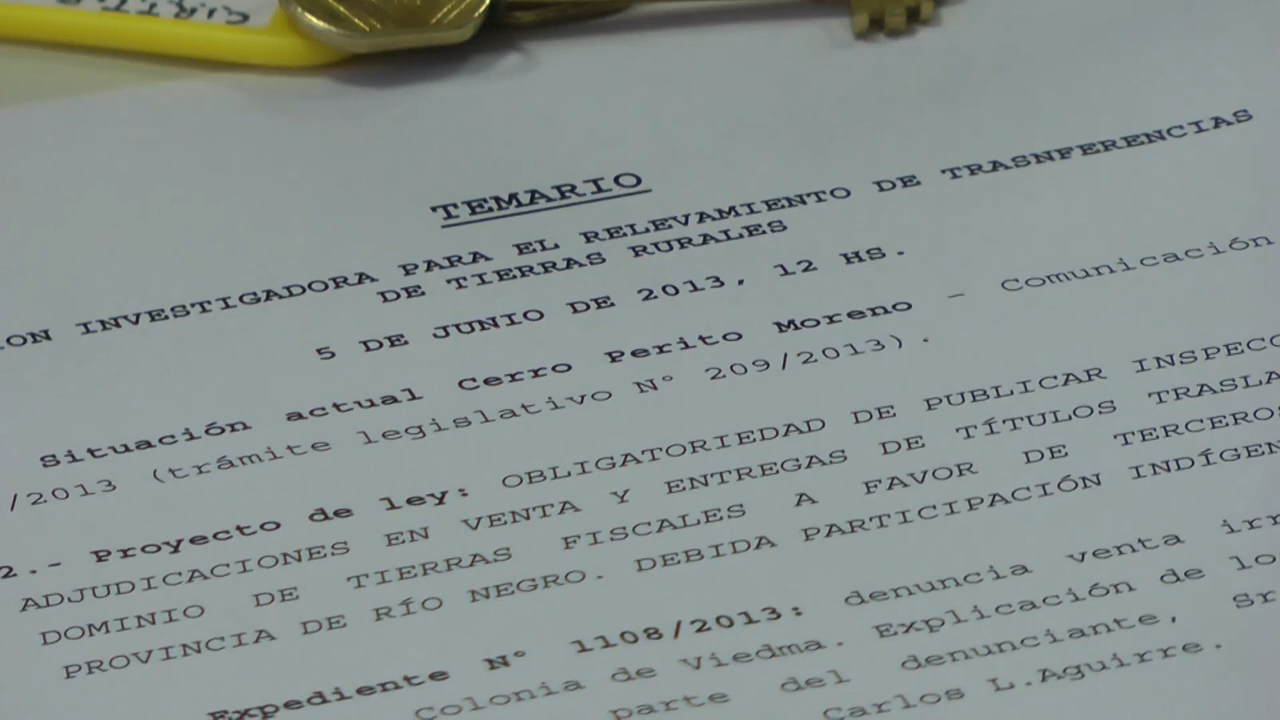 TEMARIO
INVESTIGADORA PARA EL RELEVAMIENTO DE TRASNFERENCIAS
DE TIERRAS RURALES
5 DE JUNIO DE 2013, 12 HS.
Situación actual Cerro Perito Moreno – Comunicación
/2013 (trámite legislativo N° 209/2013).
2.- Proyecto de ley: OBLIGATORIEDAD DE PUBLICAR
ADJUDICACIONES EN VENTA Y ENTREGAS DE TÍTULOS
DOMINIO DE TIERRAS FISCALES A FAVOR DE TERCEROS
PROVINCIA DE RÍO NEGRO. DEBIDA PARTICIPACIÓN
Expediente N° 1108/2013: denuncia venta
Colonia de Viedma. Explicación de
parte del denunciante,
Carlos L.Aguirre.